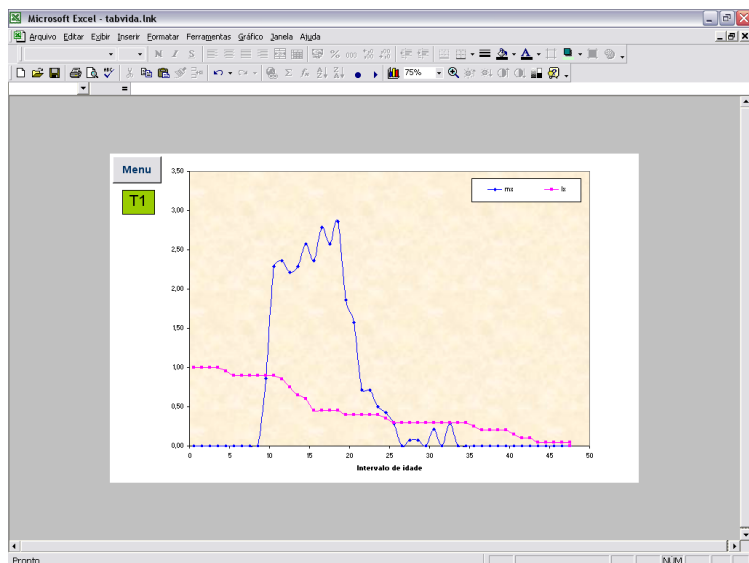 Microsoft Excel - tabvida.lnk
Arquivo Editar Exibir Inserir Formatar Ferramentas Gráfico Janela Ajuda
N I S % 000
75%
=
Menu
T1
3,50
3,00
2,50
2,00
1,50
1,00
0,50
0,00
mx lx
0 5 10 15 20 25 30 35 40 45 50
Intervalo de idade
Pronto NÚM